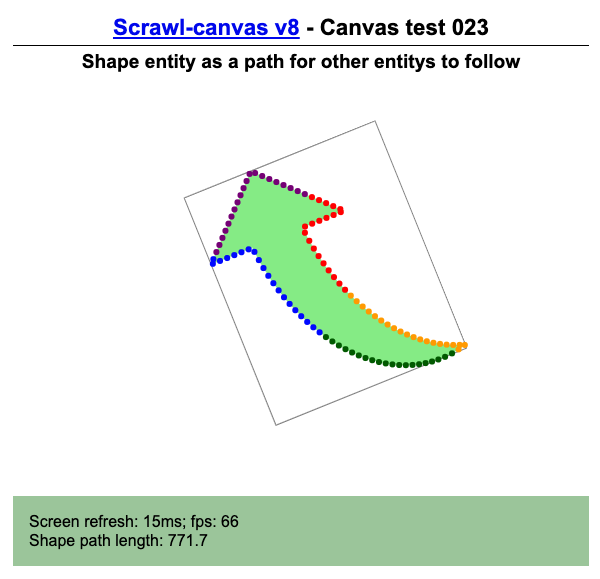 Scrawl-canvas v8 - Canvas test 023
Shape entity as a path for other entitys to follow
Screen refresh: 15ms; fps: 66
Shape path length: 771.7